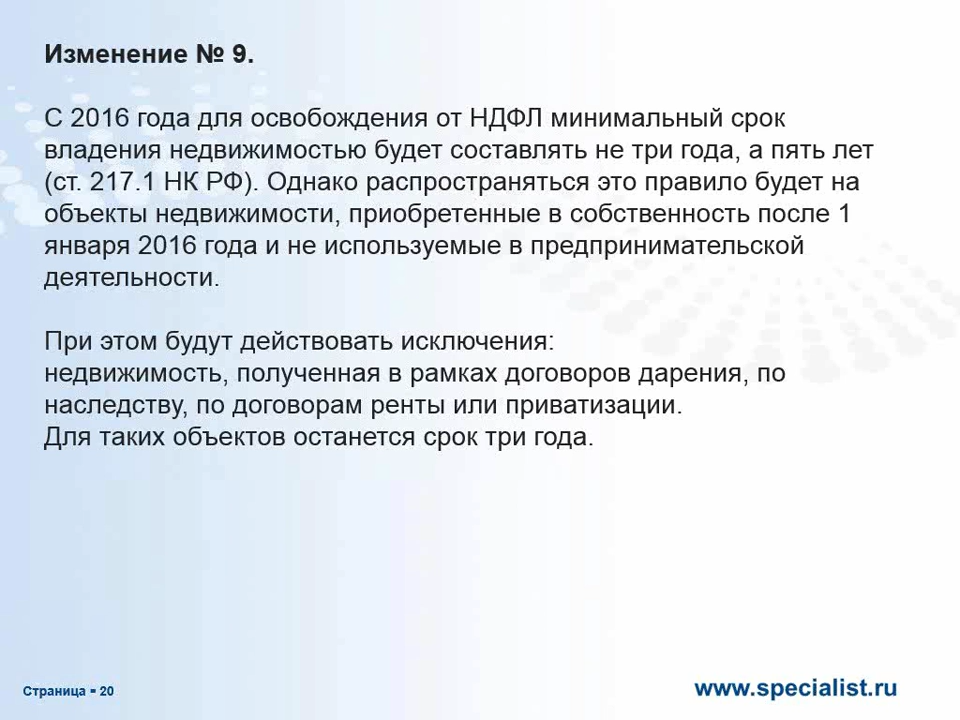 Изменение № 9.
С 2016 года для освобождения от НДФЛ минимальный срок
владения недвижимостью будет составлять не три года, а пять лет
(ст. 217.1 НК РФ). Однако распространяться это правило будет на
объекты недвижимости, приобретенные в собственность после 1
января 2016 года и не используемые в предпринимательской
деятельности.
При этом будут действовать исключения:
недвижимость, полученная в рамках договоров дарения, по
наследству, по договорам ренты или приватизации.
Для таких объектов останется срок три года.
Страница ▪ 20
www.specialist.ru